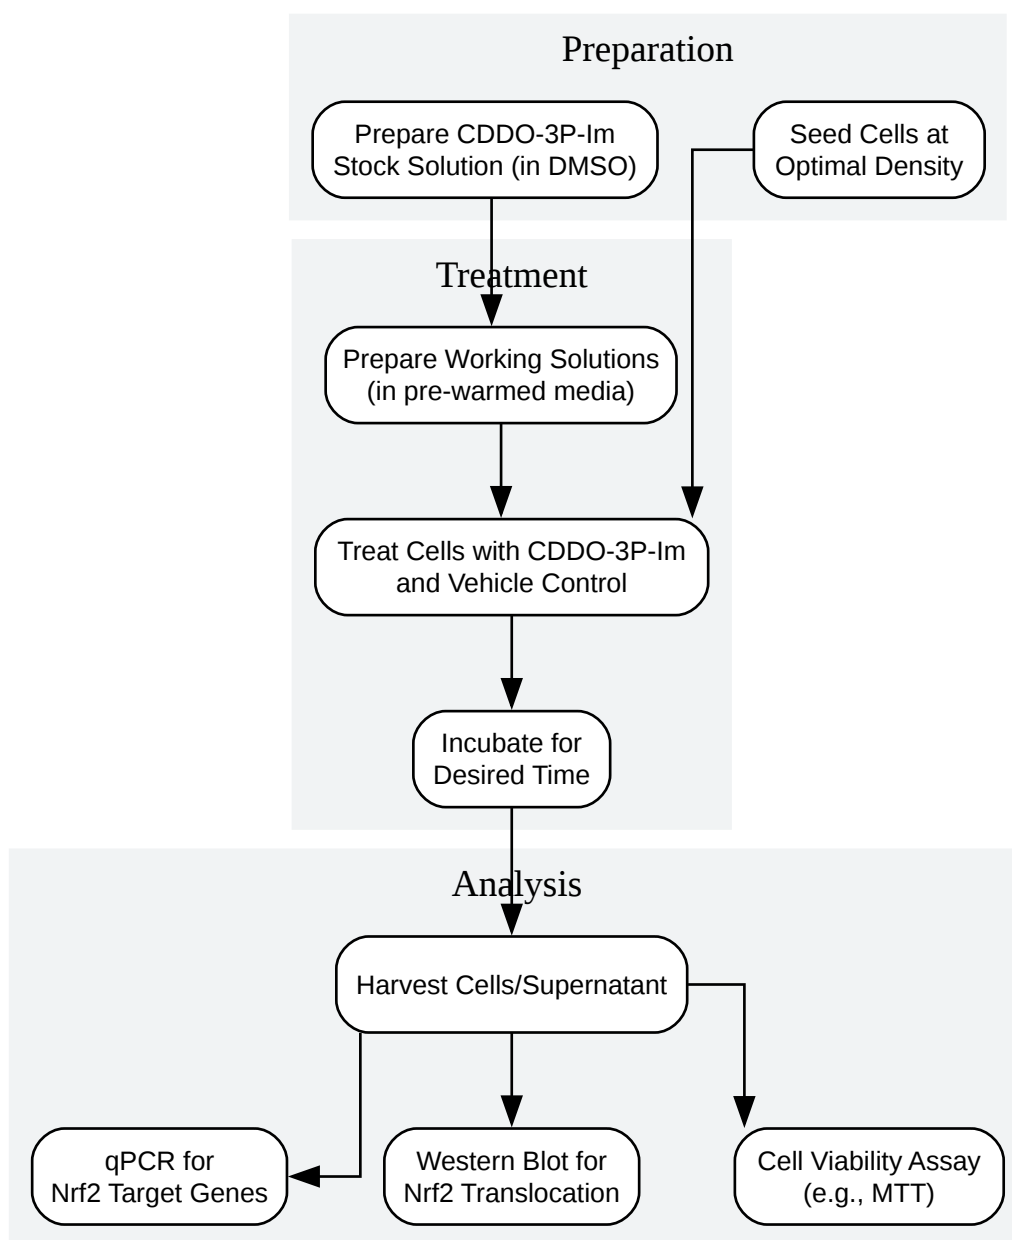 Preparation
Prepare CDDO-3P-Im
Stock Solution (in DMSO)
Seed Cells at
Optimal Density
Treatment
Prepare Working Solutions
(in pre-warmed media)
Treat Cells with CDDO-3P-Im
and Vehicle Control
Incubate for
Desired Time
Analysis
Harvest Cells/Supernatant
qPCR for
Nrf2 Target Genes
Western Blot for
Nrf2 Translocation
Cell Viability Assay
(e.g., MTT)